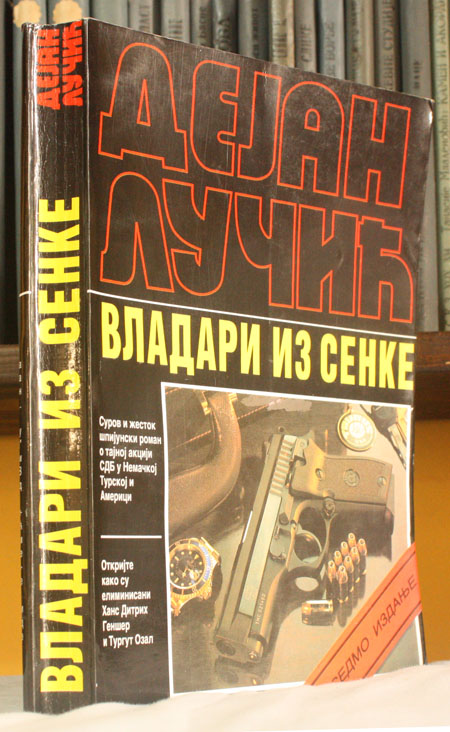 ДЕЈАН
ЛУЧИЋ
ВЛАДАРИ ИЗ СЕНКЕ
Суров и жесток
шпијунски роман
о тајној акцији
СДБ у Немачкој
Турској и
Америци
Откријте
како су
елиминисани
Ханс Дитрих
Геншер
и Тургут Озал
СЕДМО ИЗДАЊЕ
ДЕЈАН
ЛУЧИЋ
ВЛАДАРИ ИЗ СЕНКЕ